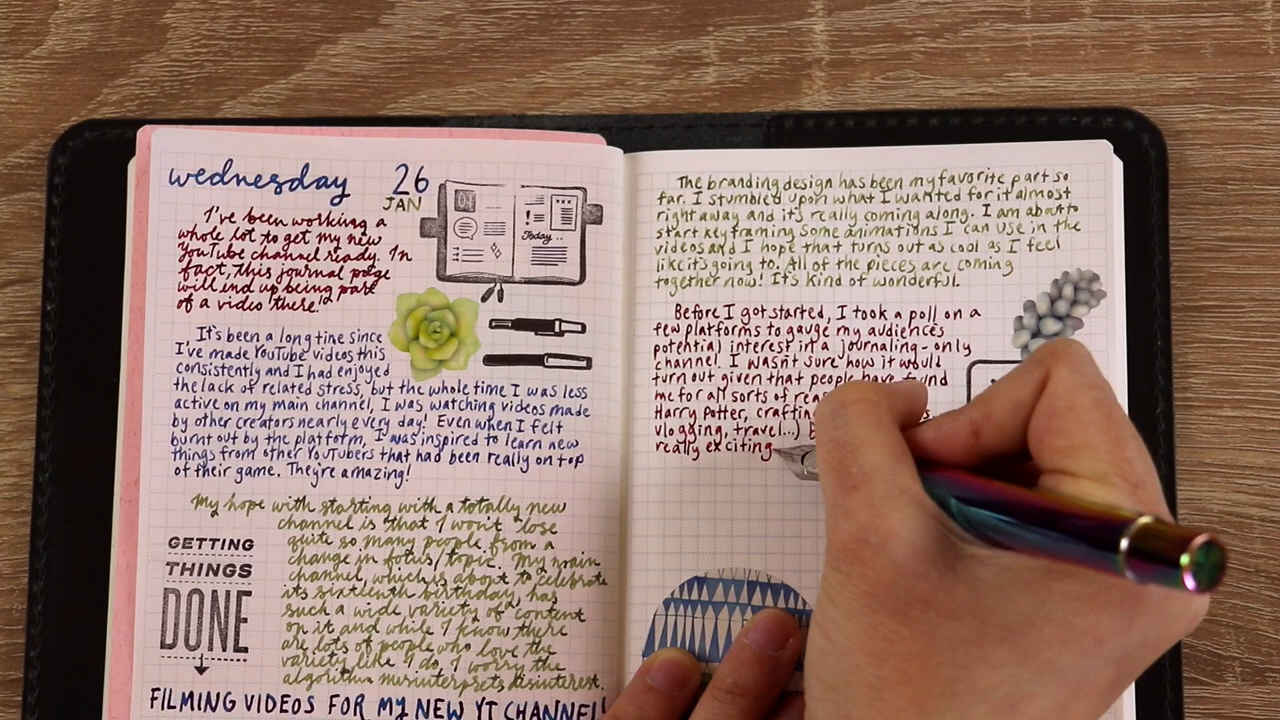 wednesday 26
JAN
I've been working a
whole lot to get my new
YouTube channel ready. In
fact, this journal page
will end up being part
of a video there!
Today..
It's been a long time since
I've made YouTube videos this
consistently and I had enjoyed
the lack of related stress, but the whole time I was less
active on my main channel, I was watching videos made
by other creators nearly every day! Even when I felt
burnt out by the platform, I was inspired to learn new
things from other YouTubers that had been really on top
of their game. They're amazing!
My hope with starting with a totally new
channel is that I won't lose
quite so many people from a
change in focus/topic. My main
channel, which is about to celebrate
its sixteenth birthday, has
such a wide variety of content
on it and while I know there
are lots of people who love the
variety like I do, I worry the
algorithm misinterprets disinterest.
GETTING
THINGS
DONE
FILMING VIDEOS FOR MY NEW YT CHANNEL!
The branding design has been my favorite part so
far. I stumbled upon what I wanted for it almost
right away and it's really coming along. I am about to
start keyframing some animations I can use in the
videos and I hope that turns out as cool as I feel
like it's going to. All of the pieces are coming
together now! It's kind of wonderful.
Before I got started, I took a poll on a
few platforms to gauge my audiences
potential interest in a journaling-only
channel. I wasn't sure how it would
turn out given that people have found
me for all sorts of
Harry Potter,
vlogging, travel...)
really exciting